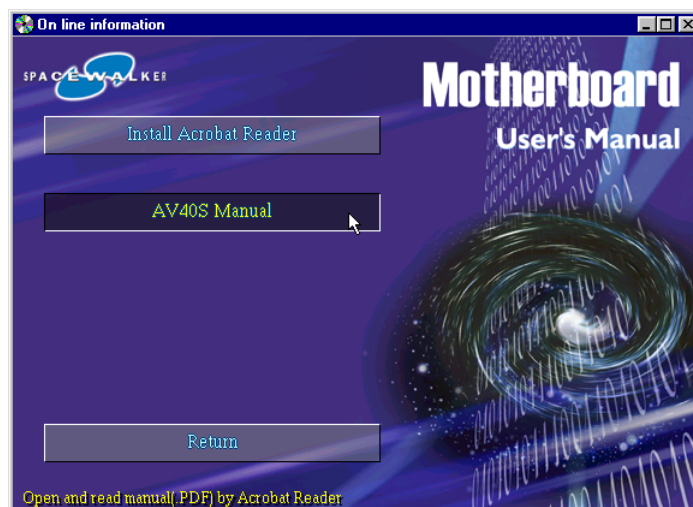 On line information
SPACEWALKER
Motherboard
User's Manual
Install Acrobat Reader
AV40S Manual
Return
Open and read manual(.PDF) by Acrobat Reader